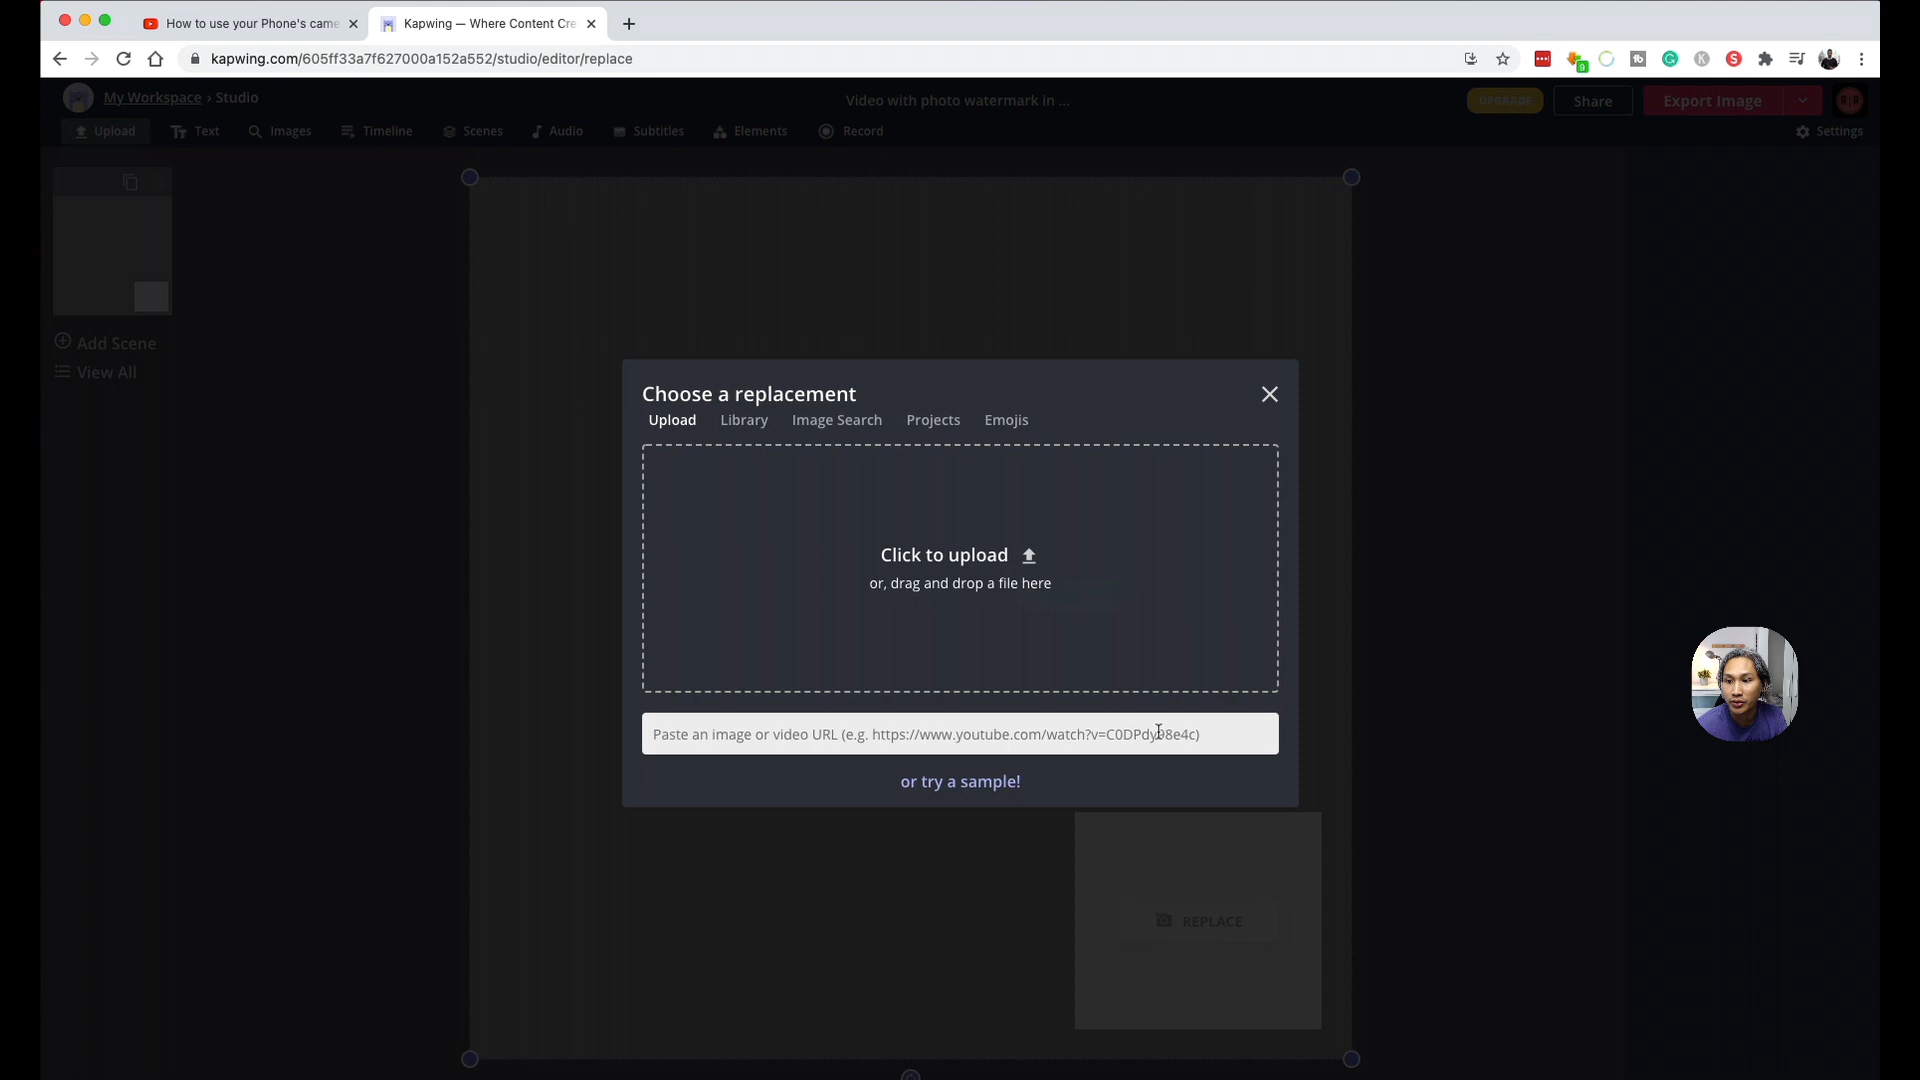 How to use your Phone's came
Kapwing — Where Content Cre
kapwing.com/605ff33a7f627000a152a552/studio/editor/replace
9
My Workspace › Studio
Video with photo watermark in ...
UPGRADE
Share
Export Image
Upload
Text
Images
Timeline
Scenes
Audio
Subtitles
Elements
Record
Settings
Add Scene
View All
Choose a replacement
Upload
Library
Image Search
Projects
Emojis
Click to upload
or, drag and drop a file here
Paste an image or video URL (e.g. https://www.youtube.com/watch?v=C0DPdy98e4c)
or try a sample!
REPLACE